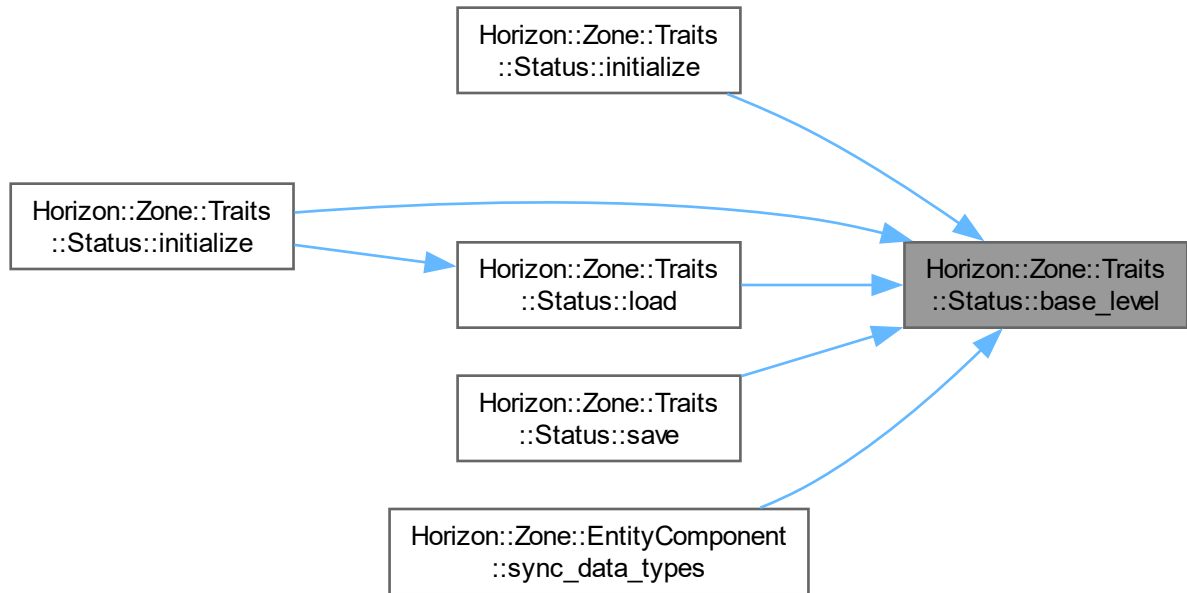 Horizon::Zone::Traits
::Status::initialize
Horizon::Zone::Traits
::Status::initialize
Horizon::Zone::Traits
::Status::load
Horizon::Zone::Traits
::Status::base_level
Horizon::Zone::Traits
::Status::save
Horizon::Zone::EntityComponent
::sync_data_types